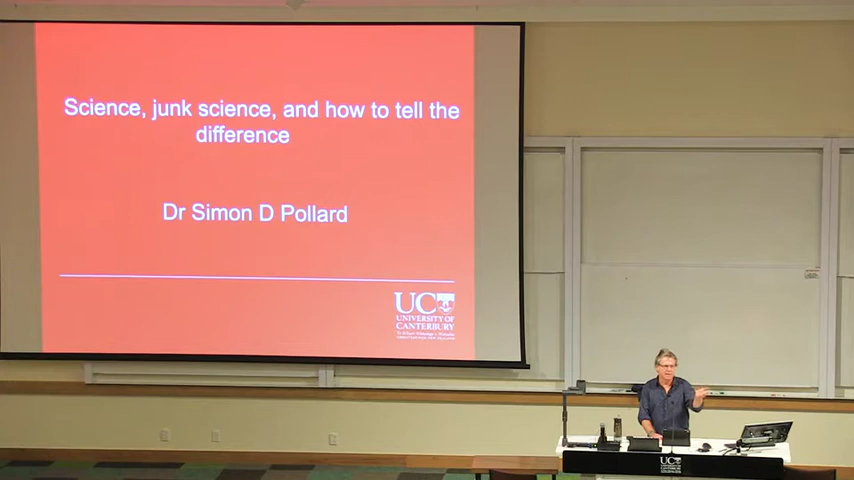 Science, junk science, and how to tell the
difference
Dr Simon D Pollard
UC
UNIVERSITY OF
CANTERBURY
UC